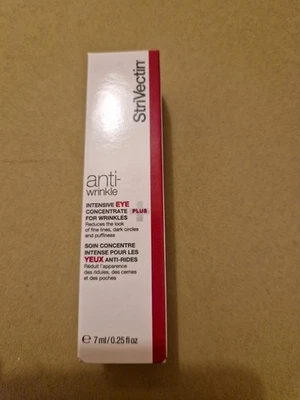 StriVectin
anti-
wrinkle
INTENSIVE EYE
CONCENTRATE PLUS
FOR WRINKLES
Reduces the look
of fine lines, dark circles
and puffiness
SOIN CONCENTRE
INTENSE POUR LES
YEUX ANTI-RIDES
Réduit l'apparence
des ridules, des cernes
et des poches
℮ 7 ml/0.25 fl oz